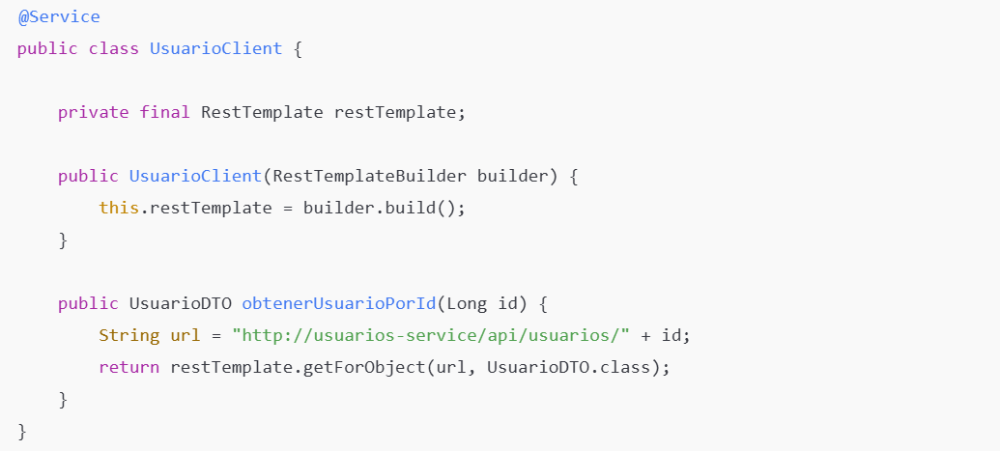 @Service
public class UsuarioClient {
    private final RestTemplate restTemplate;
    public UsuarioClient(RestTemplateBuilder builder) {
        this.restTemplate = builder.build();
    }
    public UsuarioDTO obtenerUsuarioPorId(Long id) {
        String url = "http://usuarios-service/api/usuarios/" + id;
        return restTemplate.getForObject(url, UsuarioDTO.class);
    }
}